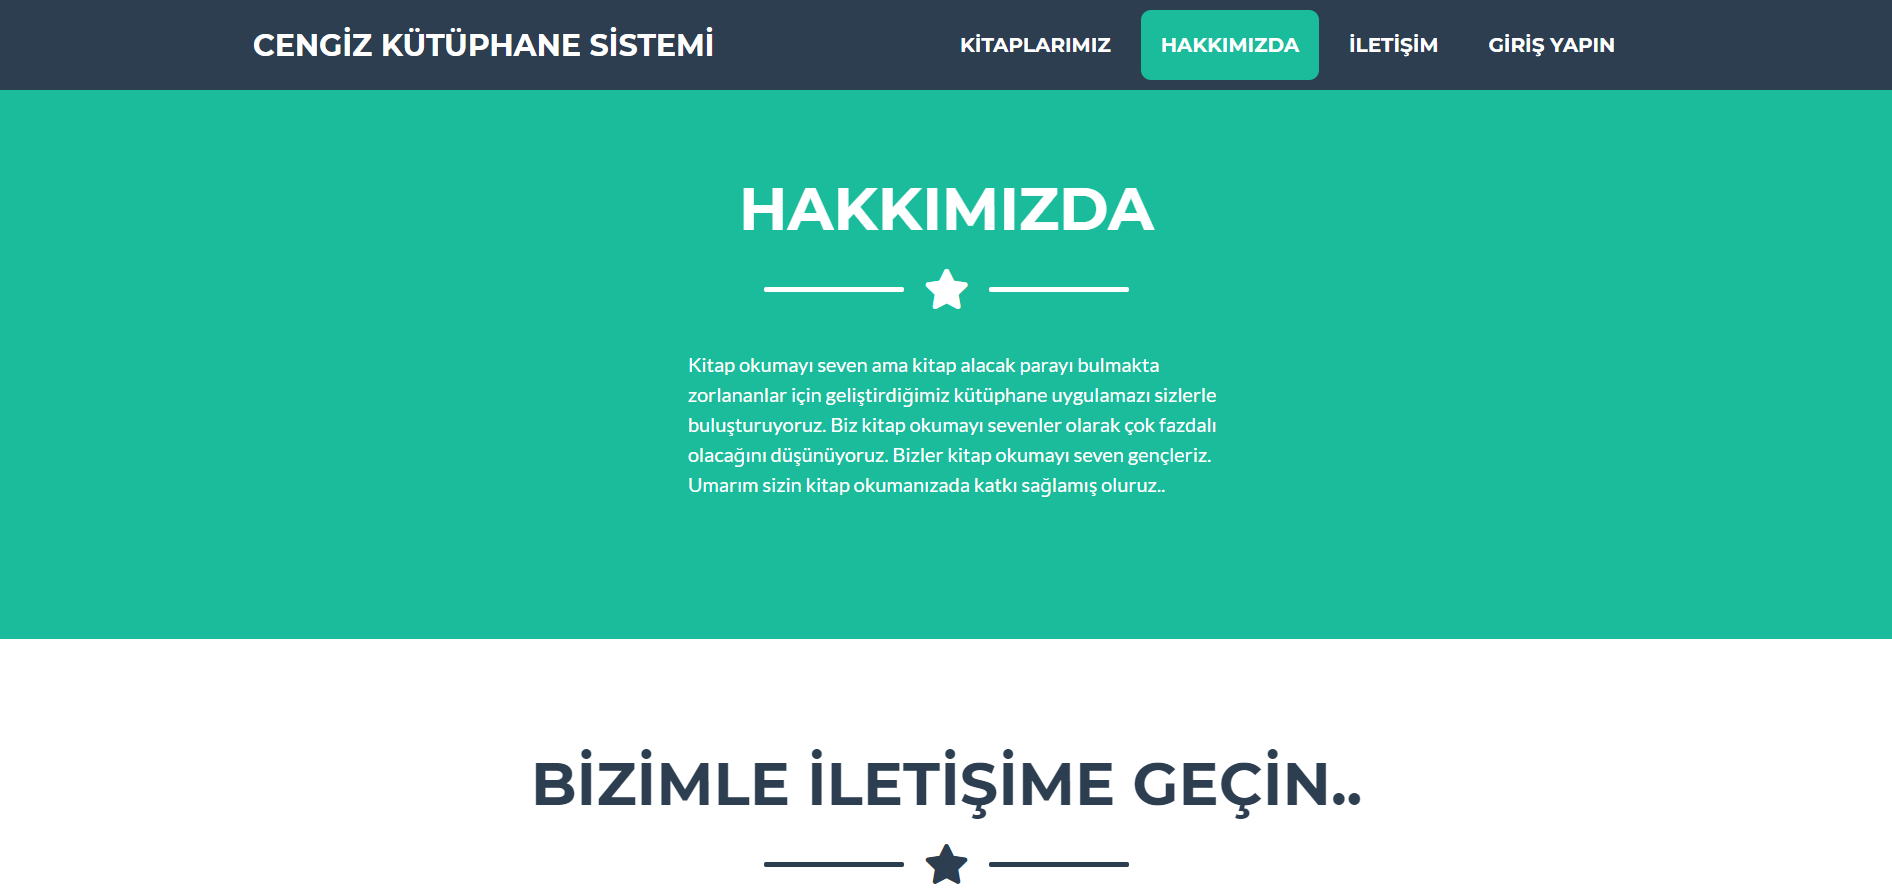 CENGİZ KÜTÜPHANE SİSTEMİ
KİTAPLARIMIZ
HAKKIMIZDA
İLETİŞİM
GİRİŞ YAPIN
HAKKIMIZDA
Kitap okumayı seven ama kitap alacak parayı bulmakta
zorlananlar için geliştirdiğimiz kütüphane uygulamazı sizlerle
buluşturuyoruz. Biz kitap okumayı sevenler olarak çok fazdalı
olacağını düşünüyoruz. Bizler kitap okumayı seven gençleriz.
Umarım sizin kitap okumanızada katkı sağlamış oluruz..
BİZİMLE İLETİŞİME GEÇİN..